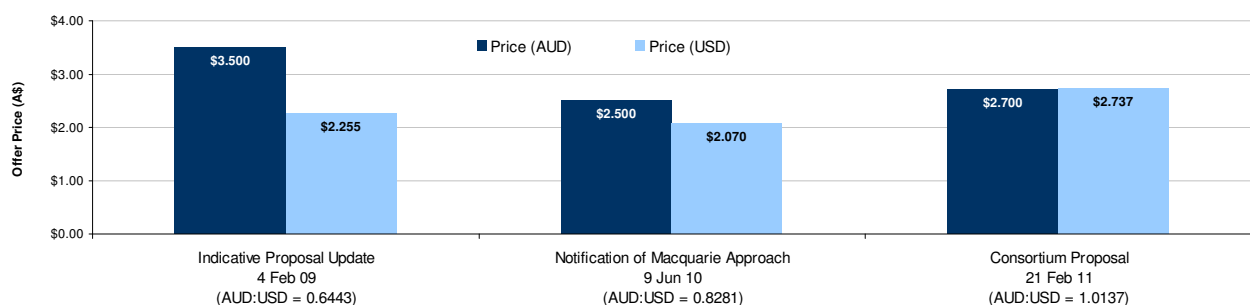 $4.00
Price (AUD)
Price (USD)
$3.500
$3.00
$2.500
$2.700
$2.737
$2.255
$2.070
$2.00
$1.00
$0.00
Offer Price (A$)
Indicative Proposal Update
4 Feb 09
(AUD:USD = 0.6443)
Notification of Macquarie Approach
9 Jun 10
(AUD:USD = 0.8281)
Consortium Proposal
21 Feb 11
(AUD:USD = 1.0137)